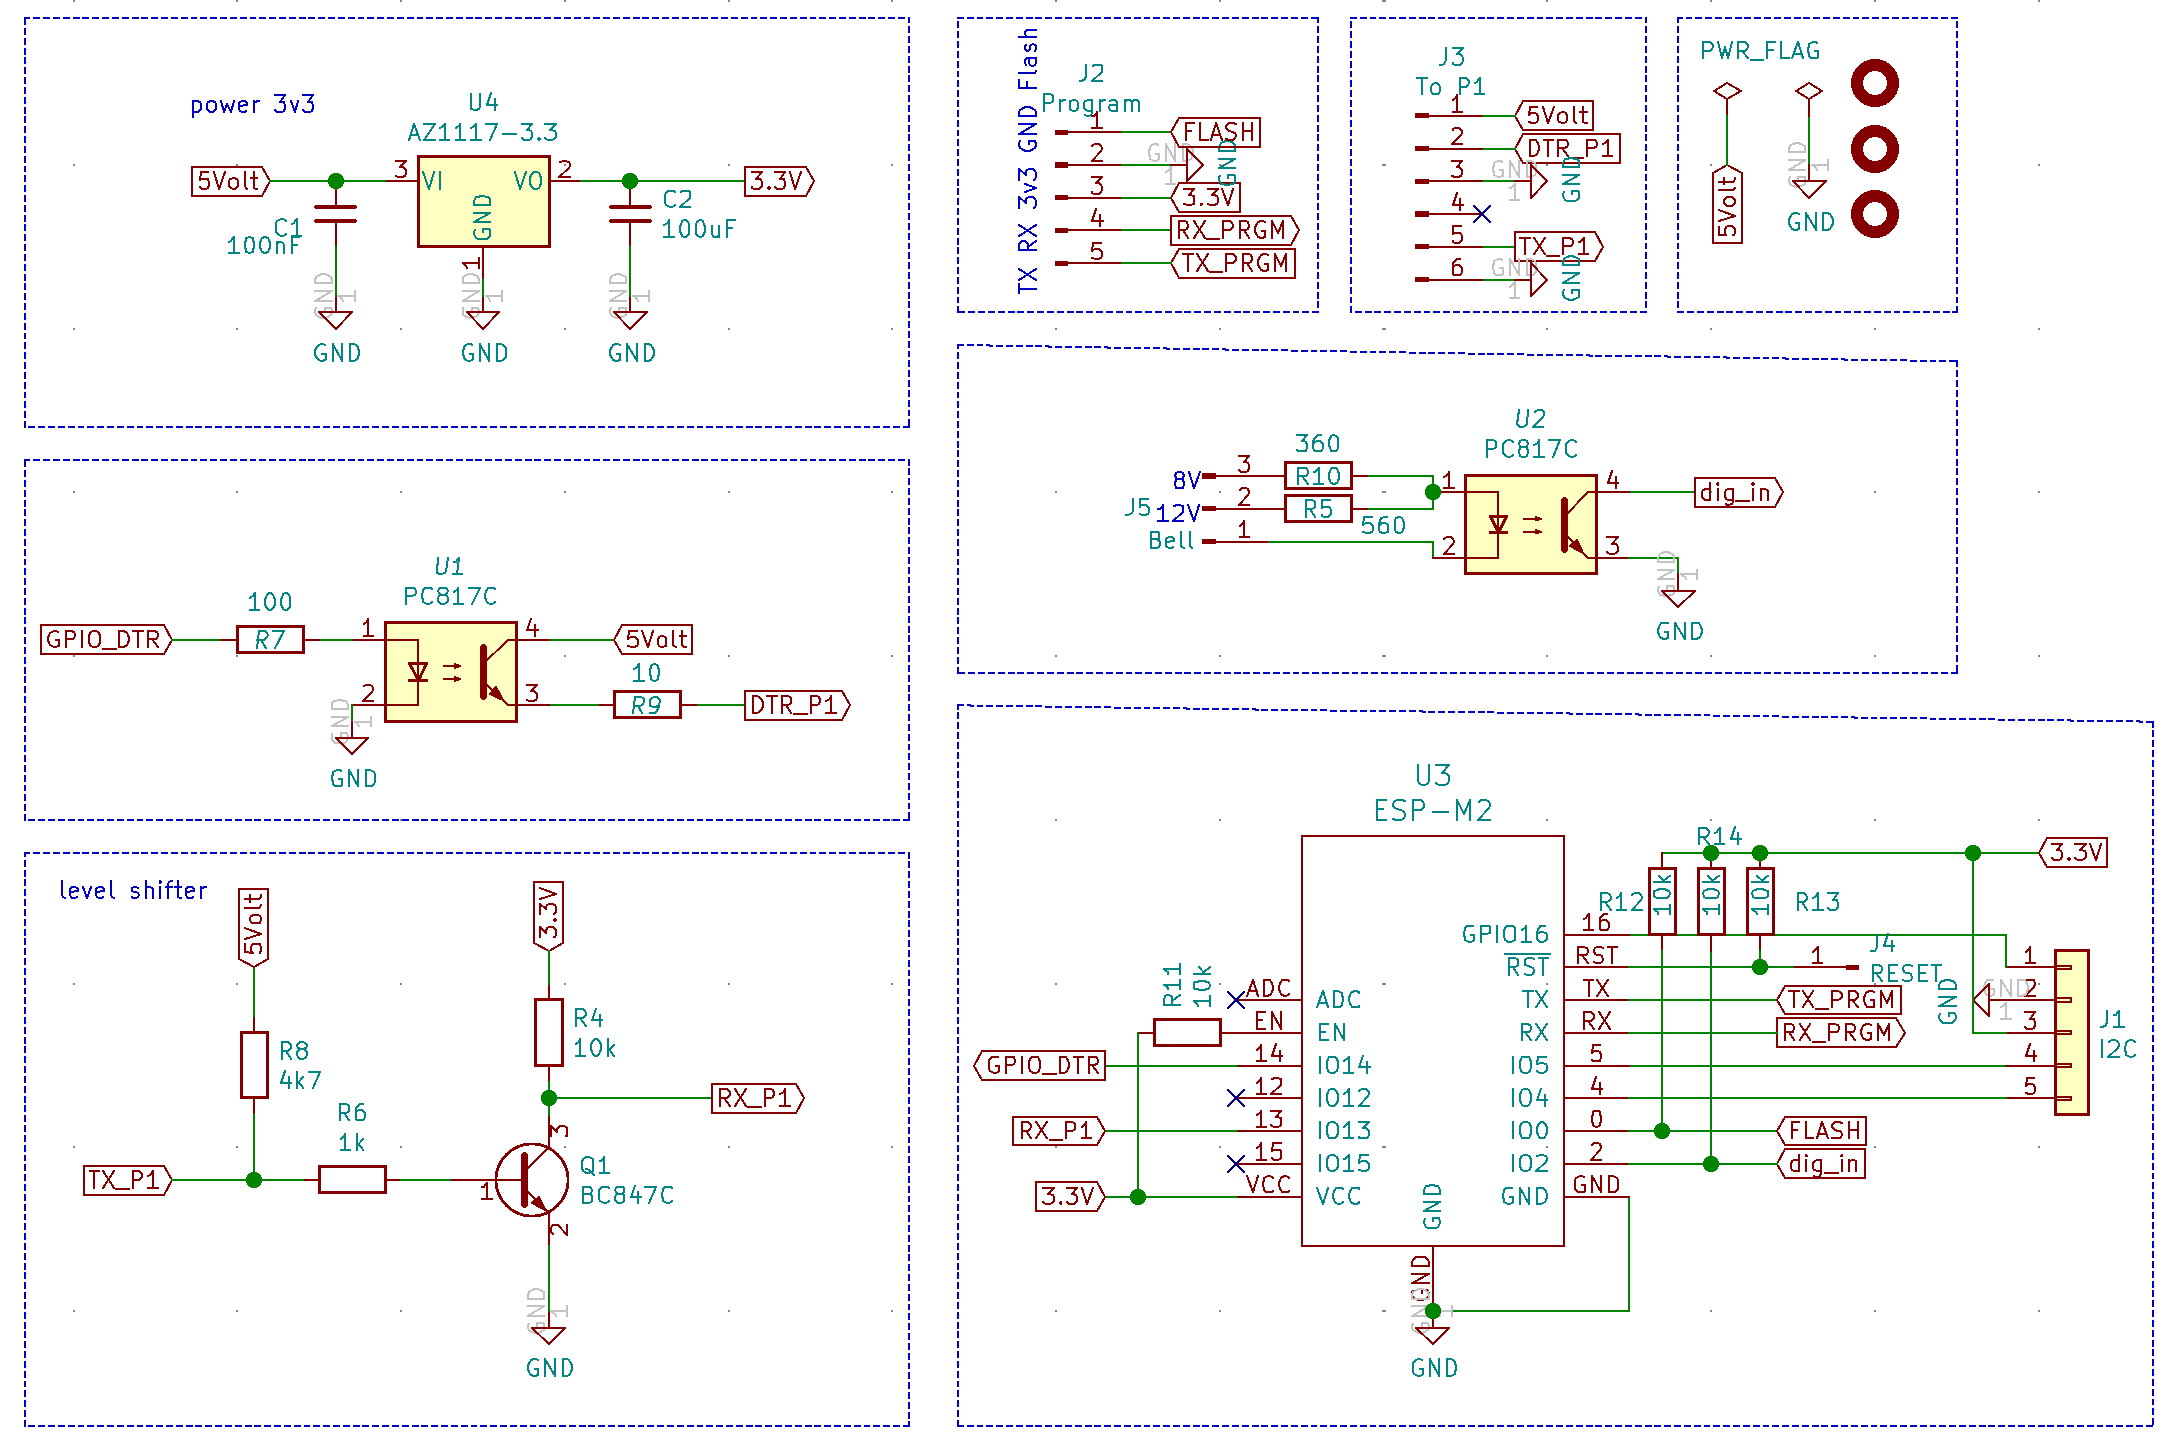 power 3v3
U4
AZ1117-3.3
5Volt
3
VI
VO
2
3.3V
GND
1
C1
100nF
C2
100uF
GND
1
GND
1
GND
1
GND
GND
GND
TX RX 3v3 GND Flash
J2
Program
1
FLASH
2
GND
1
GND
3
3.3V
4
RX_PRGM
5
TX_PRGM
J3
To P1
1
5Volt
2
DTR_P1
3
GND
1
GND
4
5
TX_P1
6
GND
1
GND
PWR_FLAG
5Volt
GND
1
GND
U1
PC817C
100
GPIO_DTR
R7
1
4
5Volt
10
2
3
R9
DTR_P1
GND
1
GND
U2
PC817C
360
8V
3
R10
1
4
dig_in
J5
12V
2
R5
560
Bell
1
2
3
GND
1
GND
level shifter
5Volt
3.3V
R4
10k
R8
4k7
RX_P1
R6
1k
3
TX_P1
1
Q1
BC847C
2
GND
1
GND
U3
ESP-M2
R14
3.3V
R12
10k
10k
10k
R13
GPIO16
16
RST
RST
1
J4
RESET
R11
10k
ADC
ADC
TX
TX
TX_PRGM
EN
EN
RX
RX
RX_PRGM
GPIO_DTR
14
IO14
IO5
5
12
IO12
IO4
4
RX_P1
13
IO13
IO0
0
FLASH
15
IO15
IO2
2
dig_in
3.3V
VCC
VCC
GND
GND
GND
GND
GND
1
GND
1
2
GND
1
GND
3
4
5
J1
I2C